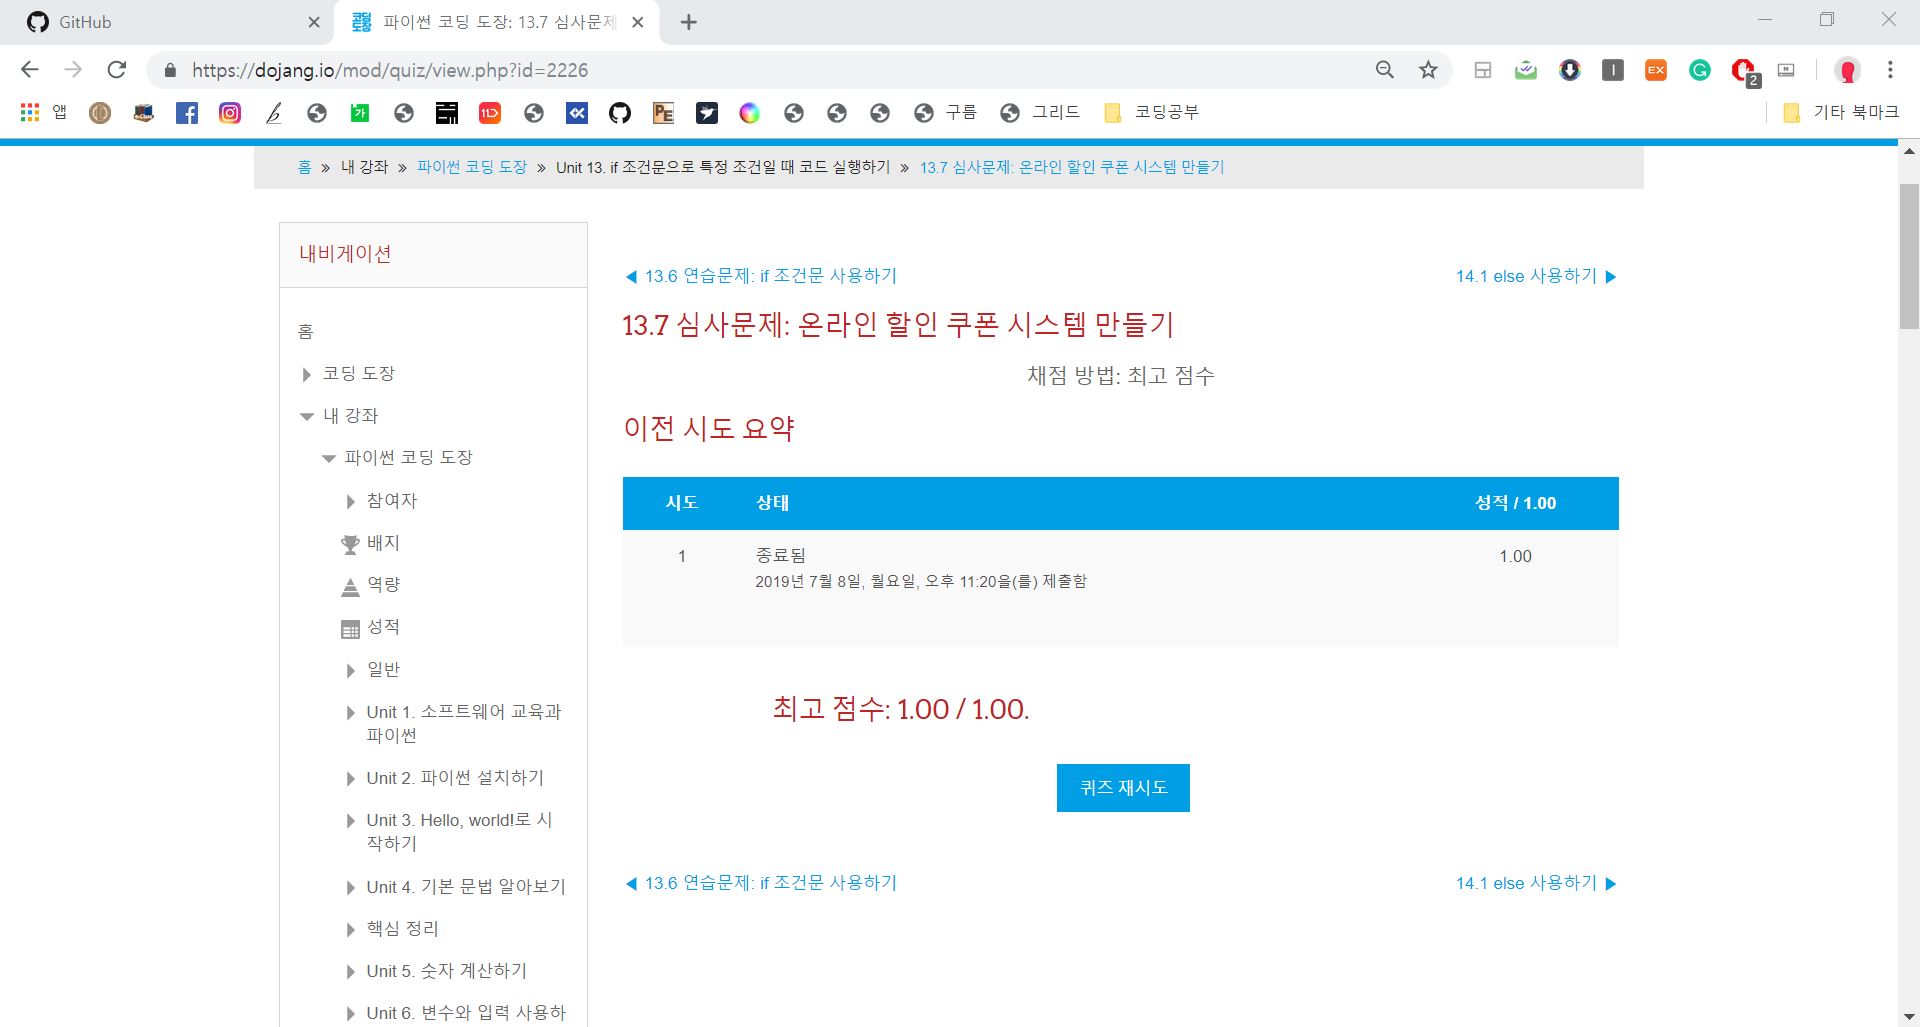 GitHub
파이썬 코딩 도장: 13.7 심사문제
https://dojang.io/mod/quiz/view.php?id=2226
앱
구름
그리드
코딩공부
기타 북마크
홈 » 내 강좌 » 파이썬 코딩 도장 » Unit 13. if 조건문으로 특정 조건일 때 코드 실행하기 » 13.7 심사문제: 온라인 할인 쿠폰 시스템 만들기
내비게이션
홈
코딩 도장
내 강좌
파이썬 코딩 도장
참여자
배지
역량
성적
일반
Unit 1. 소프트웨어 교육과
파이썬
Unit 2. 파이썬 설치하기
Unit 3. Hello, world!로 시
작하기
Unit 4. 기본 문법 알아보기
핵심 정리
Unit 5. 숫자 계산하기
Unit 6. 변수와 입력 사용하
◀ 13.6 연습문제: if 조건문 사용하기
14.1 else 사용하기 ▶
13.7 심사문제: 온라인 할인 쿠폰 시스템 만들기
채점 방법: 최고 점수
이전 시도 요약
시도 상태 성적 / 1.00
1 종료됨 1.00
2019년 7월 8일, 월요일, 오후 11:20을(를) 제출함
최고 점수: 1.00 / 1.00.
퀴즈 재시도
◀ 13.6 연습문제: if 조건문 사용하기
14.1 else 사용하기 ▶